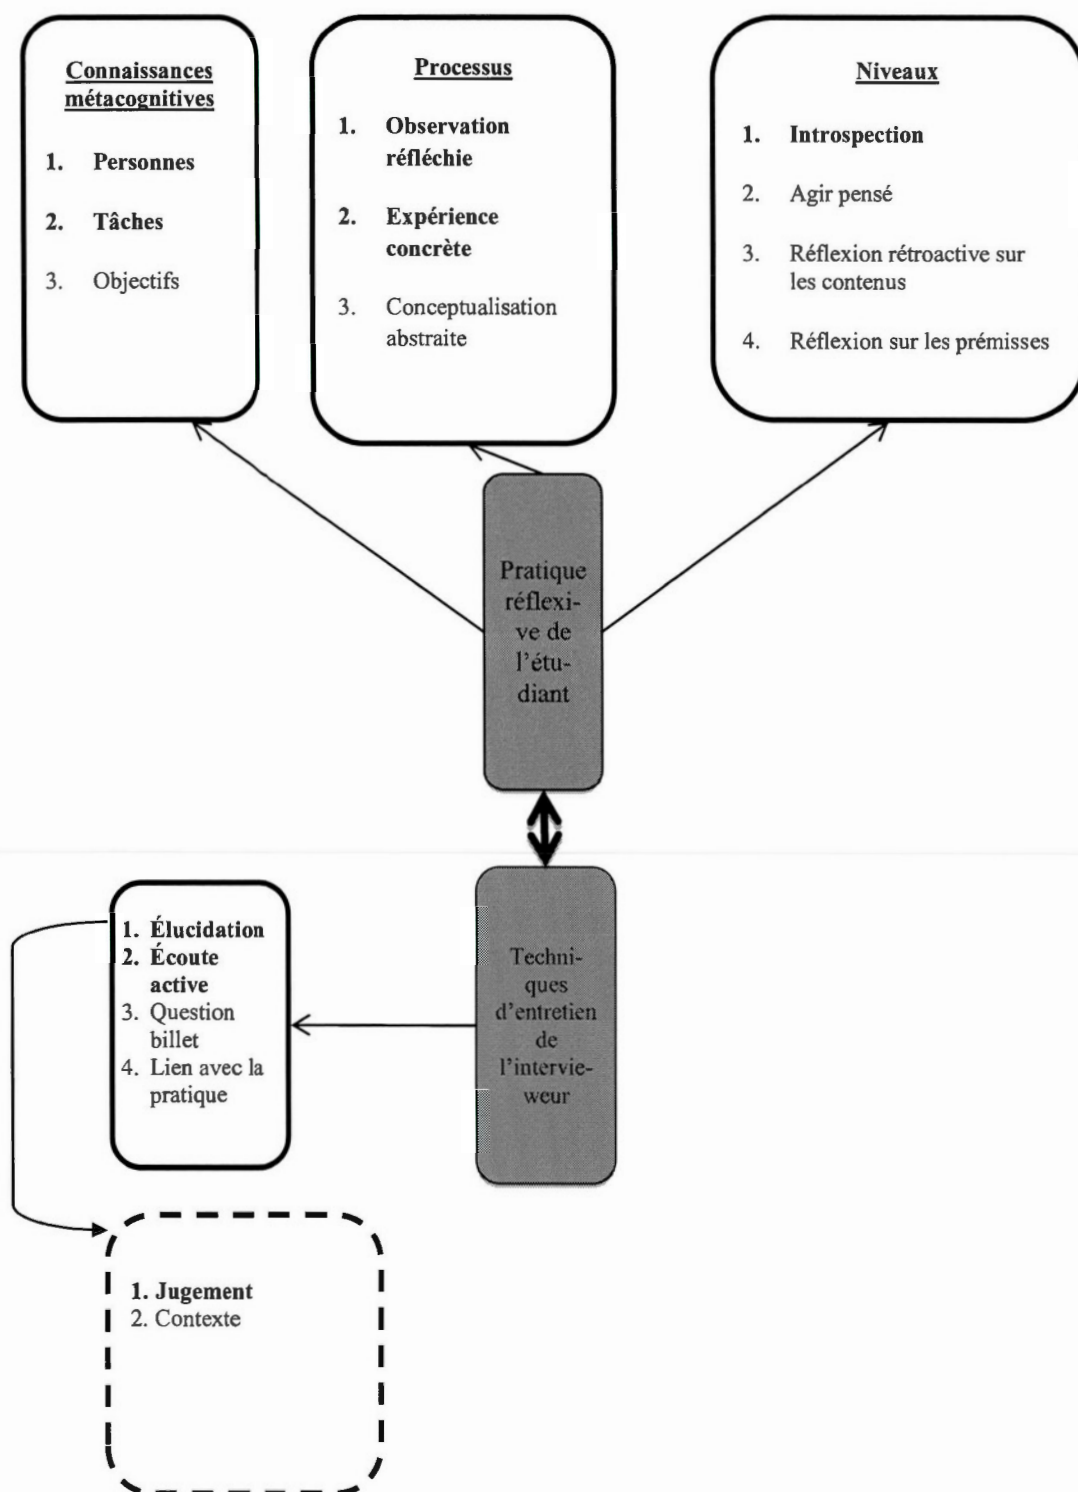 Connaissances
métacognitives
1. Personnes
2. Tâches
3. Objectifs
Processus
1. Observation
réfléchie
2. Expérience
concrète
3. Conceptualisation
abstraite
Niveaux
1. Introspection
2. Agir pensé
3. Réflexion rétroactive sur
les contenus
4. Réflexion sur les prémisses
Pratique
réflexi-
ve de
l'étu-
diant
1. Élucidation
2. Écoute
active
3. Question
billet
4. Lien avec la
pratique
Techni-
ques
d'entretien
de
l'intervie-
weur
1. Jugement
2. Contexte